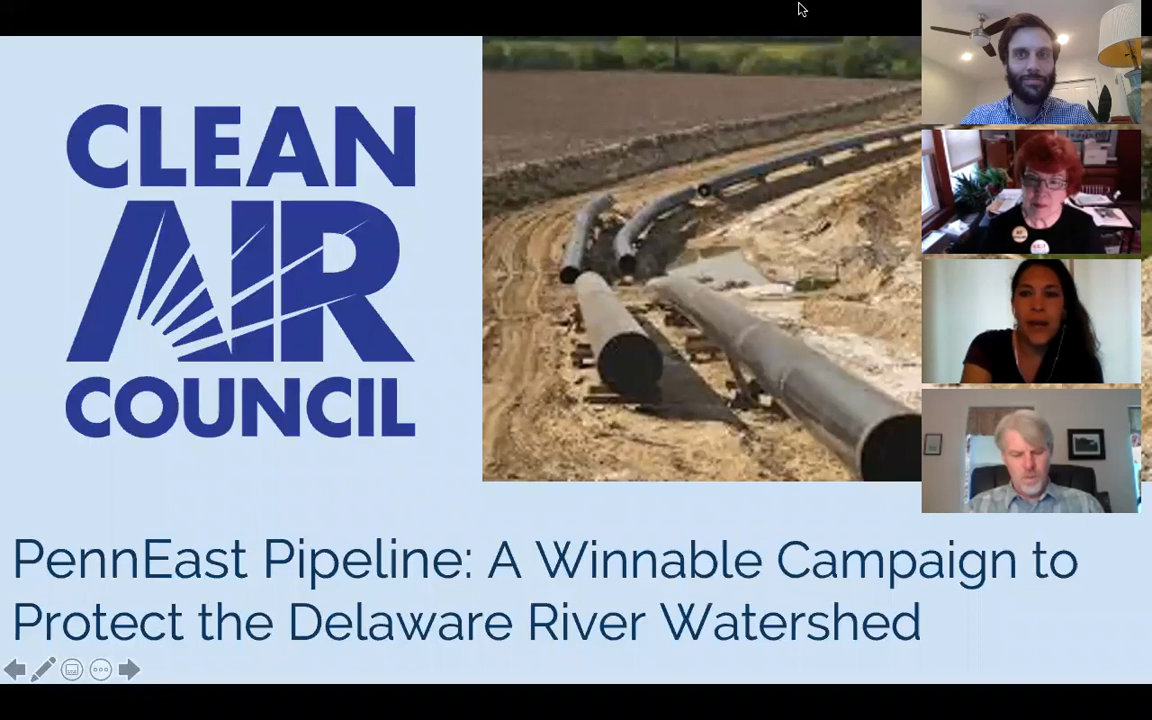 CLEAN
AIR
COUNCIL
PennEast Pipeline: A Winnable Campaign to
Protect the Delaware River Watershed